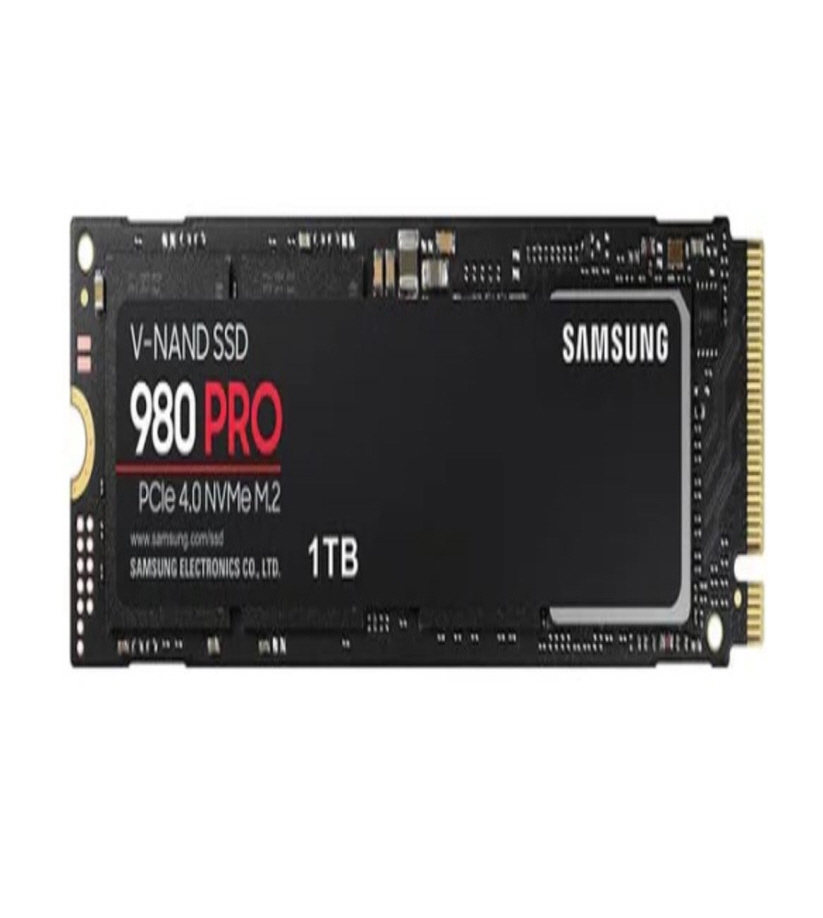 V-NAND SSD
SAMSUNG
980 PRO
PCIe 4.0 NVMe M.2
www.samsung.com/ssd
SAMSUNG ELECTRONICS CO., LTD.
1TB